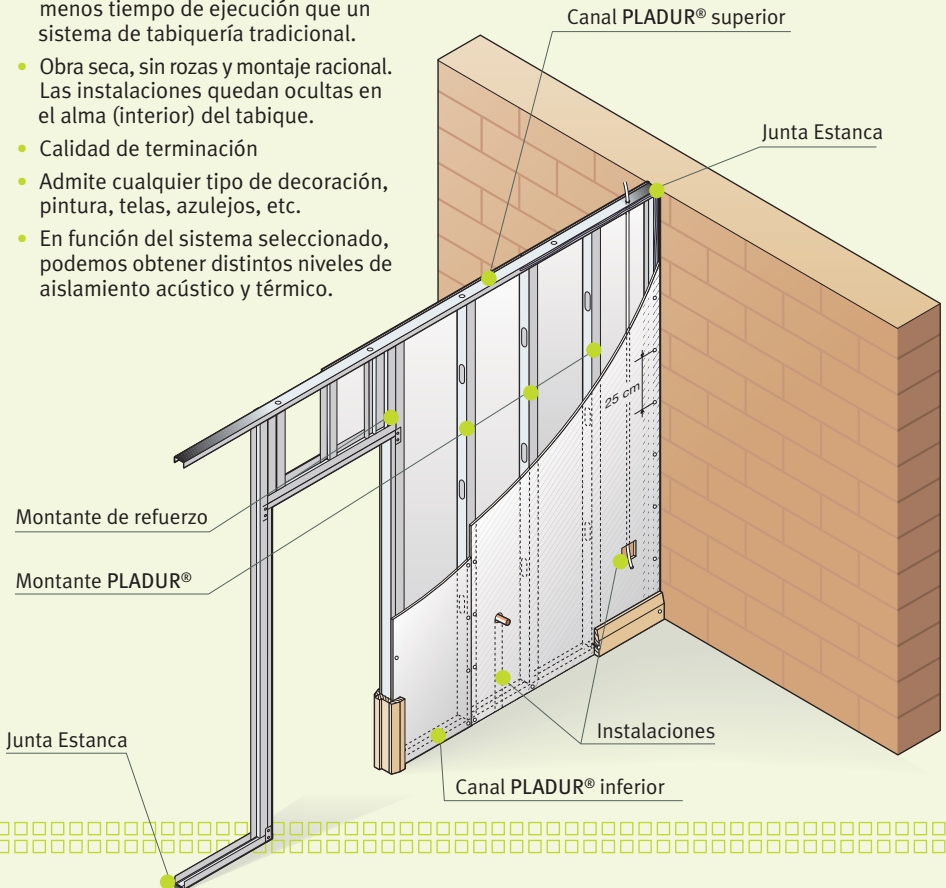 menos tiempo de ejecución que un
sistema de tabiquería tradicional.
• Obra seca, sin rozas y montaje racional.
Las instalaciones quedan ocultas en
el alma (interior) del tabique.
• Calidad de terminación
• Admite cualquier tipo de decoración,
pintura, telas, azulejos, etc.
• En función del sistema seleccionado,
podemos obtener distintos niveles de
aislamiento acústico y térmico.
Canal PLADUR® superior
Junta Estanca
25 cm
Montante de refuerzo
Montante PLADUR®
Instalaciones
Junta Estanca
Canal PLADUR® inferior